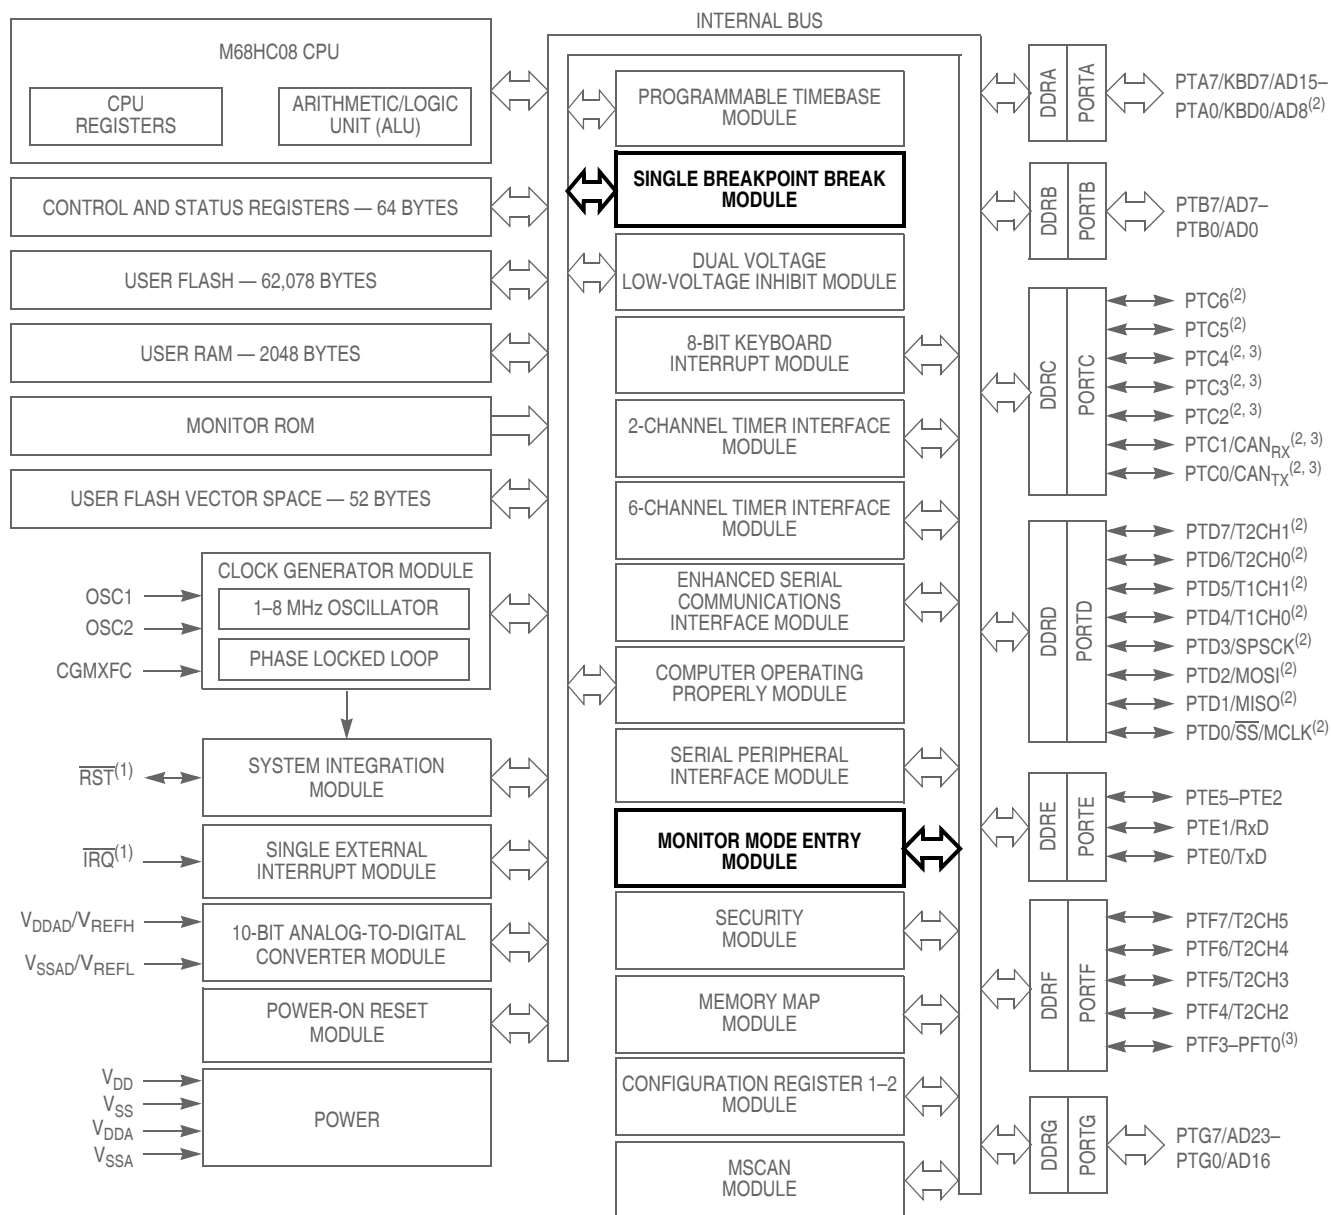 INTERNAL BUS
M68HC08 CPU
CPU
REGISTERS
ARITHMETIC/LOGIC
UNIT (ALU)
CONTROL AND STATUS REGISTERS — 64 BYTES
USER FLASH — 62,078 BYTES
USER RAM — 2048 BYTES
MONITOR ROM
USER FLASH VECTOR SPACE — 52 BYTES
OSC1
OSC2
CGMXFC
CLOCK GENERATOR MODULE
1–8 MHz OSCILLATOR
PHASE LOCKED LOOP
RST(1)
SYSTEM INTEGRATION
MODULE
IRQ(1)
SINGLE EXTERNAL
INTERRUPT MODULE
VDDAD/VREFH
VSSAD/VREFL
10-BIT ANALOG-TO-DIGITAL
CONVERTER MODULE
POWER-ON RESET
MODULE
VDD
VSS
VDDA
VSSA
POWER
PROGRAMMABLE TIMEBASE
MODULE
SINGLE BREAKPOINT BREAK
MODULE
DUAL VOLTAGE
LOW-VOLTAGE INHIBIT MODULE
8-BIT KEYBOARD
INTERRUPT MODULE
2-CHANNEL TIMER INTERFACE
MODULE
6-CHANNEL TIMER INTERFACE
MODULE
ENHANCED SERIAL
COMMUNICATIONS
INTERFACE MODULE
COMPUTER OPERATING
PROPERLY MODULE
SERIAL PERIPHERAL
INTERFACE MODULE
MONITOR MODE ENTRY
MODULE
SECURITY
MODULE
MEMORY MAP
MODULE
CONFIGURATION REGISTER 1–2
MODULE
MSCAN
MODULE
DDRA
PORTA
PTA7/KBD7/AD15–
PTA0/KBD0/AD8(2)
DDRB
PORTB
PTB7/AD7–
PTB0/AD0
DDRC
PORTC
PTC6(2)
PTC5(2)
PTC4(2, 3)
PTC3(2, 3)
PTC2(2, 3)
PTC1/CANRX(2, 3)
PTC0/CANTX(2, 3)
DDRD
PORTD
PTD7/T2CH1(2)
PTD6/T2CH0(2)
PTD5/T1CH1(2)
PTD4/T1CH0(2)
PTD3/SPSCK(2)
PTD2/MOSI(2)
PTD1/MISO(2)
PTD0/SS/MCLK(2)
DDRE
PORTE
PTE5–PTE2
PTE1/RxD
PTE0/TxD
DDRF
PORTF
PTF7/T2CH5
PTF6/T2CH4
PTF5/T2CH3
PTF4/T2CH2
PTF3–PFT0(3)
DDRG
PORTG
PTG7/AD23–
PTG0/AD16